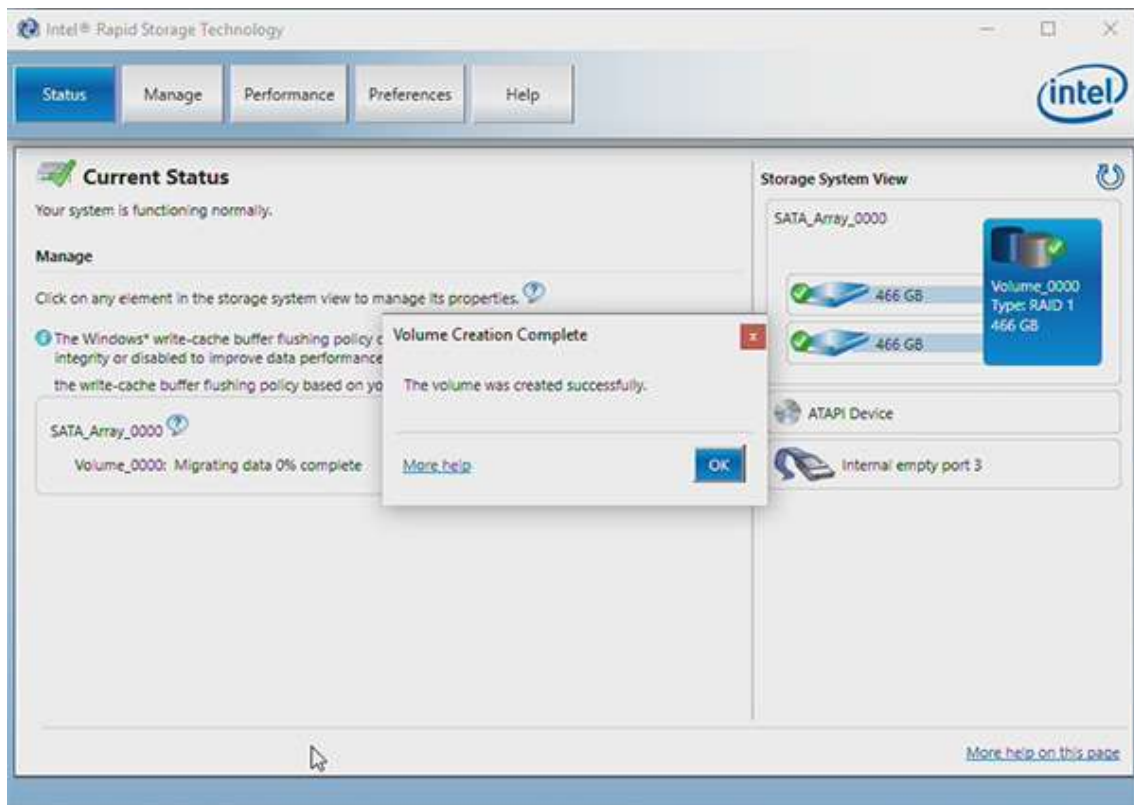 Intel® Rapid Storage Technology
Status
Manage
Performance
Preferences
Help
intel
Current Status
Your system is functioning normally.
Manage
Click on any element in the storage system view to manage its properties.
The Windows* write-cache buffer flushing policy
integrity or disabled to improve data performance
the write-cache buffer flushing policy based on
SATA_Array_0000
Volume_0000: Migrating data 0% complete
Volume Creation Complete
x
The volume was created successfully.
More help
OK
Storage System View
SATA_Array_0000
466 GB
466 GB
Volume_0000
Type: RAID 1
466 GB
ATAPI Device
Internal empty port 3
More help on this page